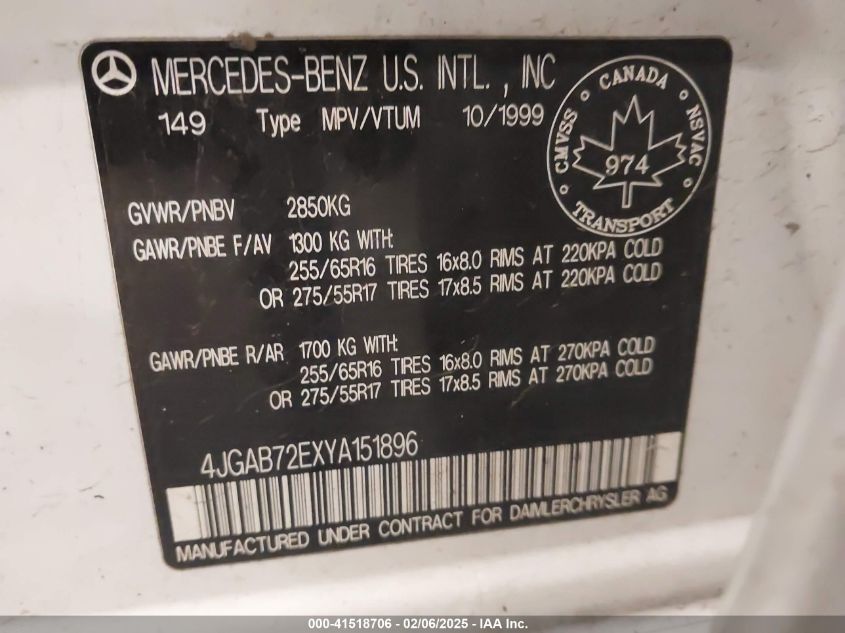 MERCEDES-BENZ U.S. INTL., INC
149 Type MPV/VTUM 10/1999
CANADA
CMVSS
NSVAC
974
TRANSPORT
GVWR/PNBV 2850KG
GAWR/PNBE F/AV 1300 KG WITH:
255/65R16 TIRES 16x8.0 RIMS AT 220KPA COLD
OR 275/55R17 TIRES 17x8.5 RIMS AT 220KPA COLD
GAWR/PNBE R/AR 1700 KG WITH:
255/65R16 TIRES 16x8.0 RIMS AT 270KPA COLD
OR 275/55R17 TIRES 17x8.5 RIMS AT 270KPA COLD
4JGAB72EXYA151896
MANUFACTURED UNDER CONTRACT FOR DAIMLERCHRYSLER AG
000-41518706 - 02/06/2025 - IAA Inc.